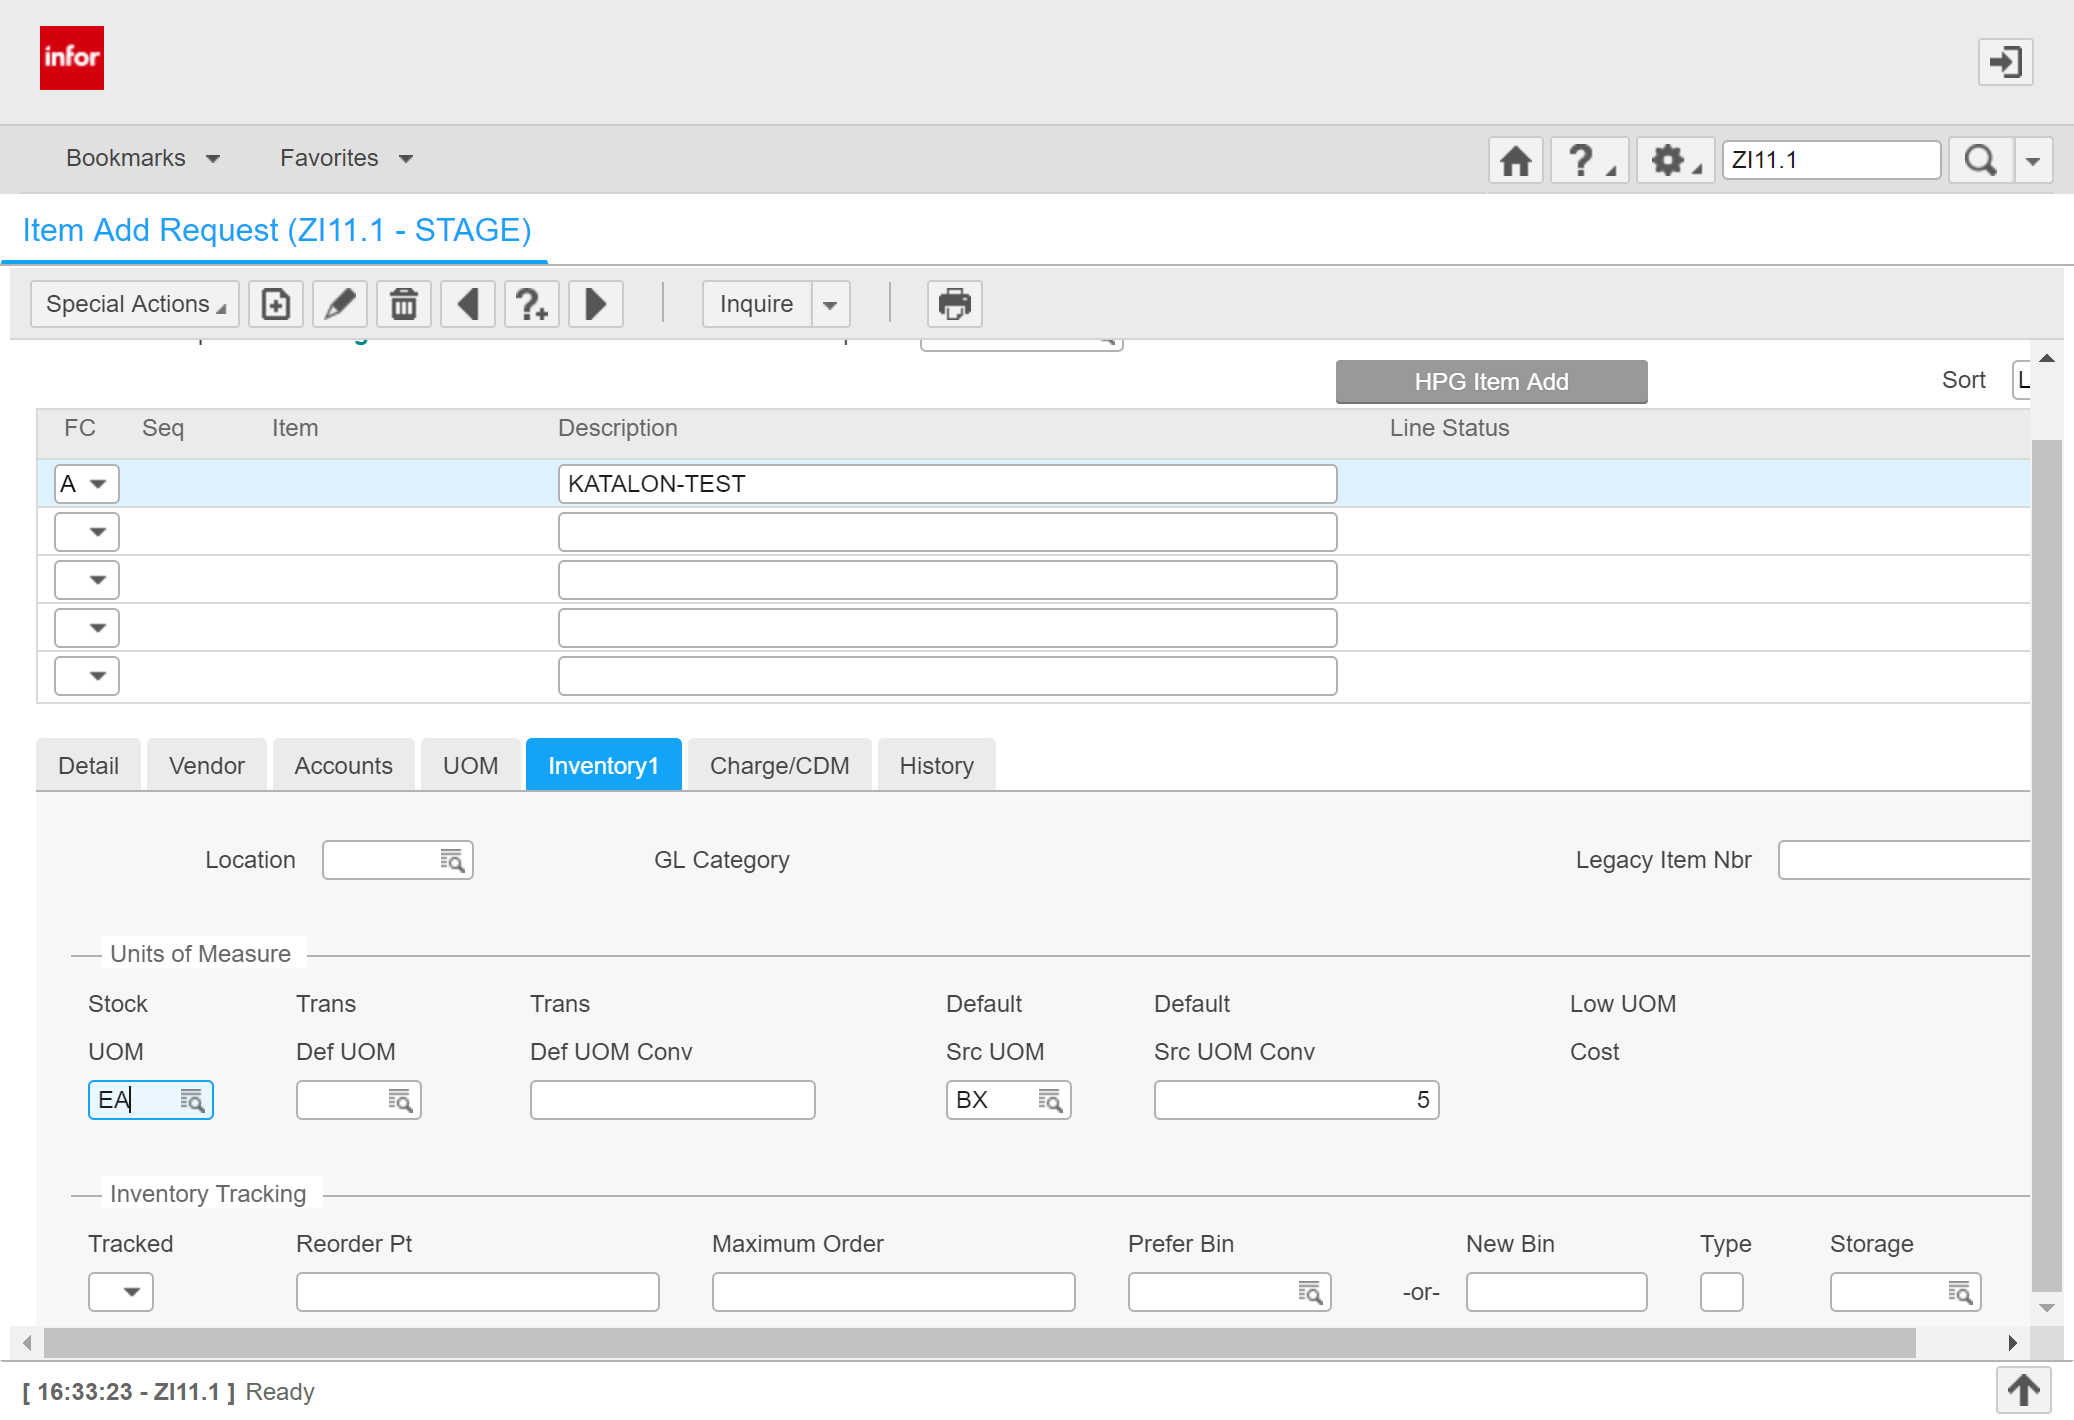 infor
Bookmarks Favorites ZI11.1
Item Add Request (ZI11.1 - STAGE)
Special Actions Inquire
HPG Item Add Sort L
FC Seq Item Description Line Status
A KATALON-TEST
Detail Vendor Accounts UOM Inventory1 Charge/CDM History
Location GL Category Legacy Item Nbr
Units of Measure
Stock Trans Trans Default Default Low UOM
UOM Def UOM Def UOM Conv Src UOM Src UOM Conv Cost
EA BX 5
Inventory Tracking
Tracked Reorder Pt Maximum Order Prefer Bin New Bin Type Storage
-or-
[ 16:33:23 - ZI11.1 ] Ready